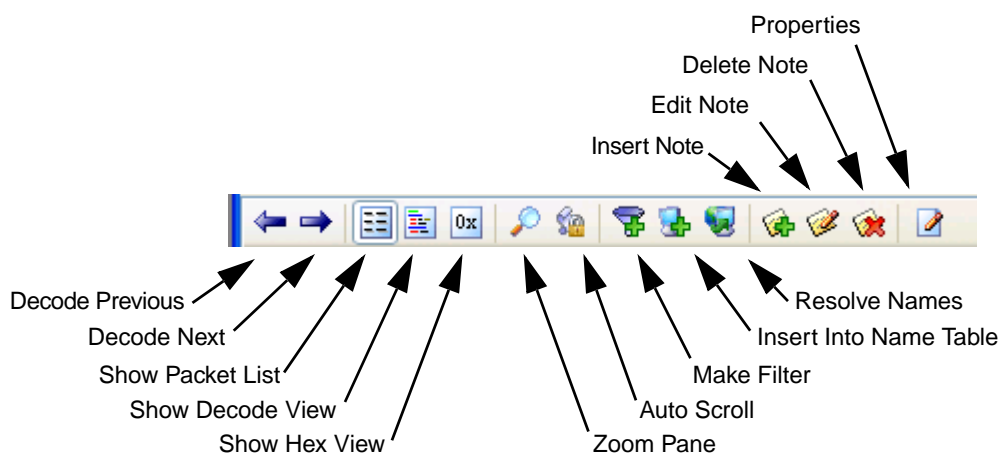 Properties
Delete Note
Edit Note
Insert Note
0x
Decode Previous
Resolve Names
Decode Next
Insert Into Name Table
Show Packet List
Make Filter
Show Decode View
Auto Scroll
Show Hex View
Zoom Pane